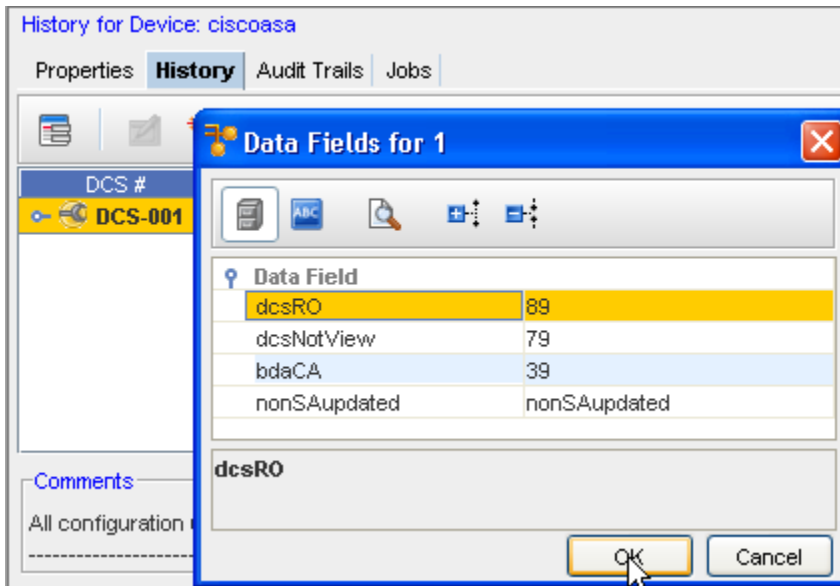 History for Device: ciscoasa
Properties History Audit Trails Jobs
Data Fields for 1
DCS #
DCS-001
ABC
Data Field
dcsRO 89
dcsNotView 79
bdaCA 39
nonSAupdated nonSAupdated
dcsRO
Comments
All configuration
--------------------
OK Cancel